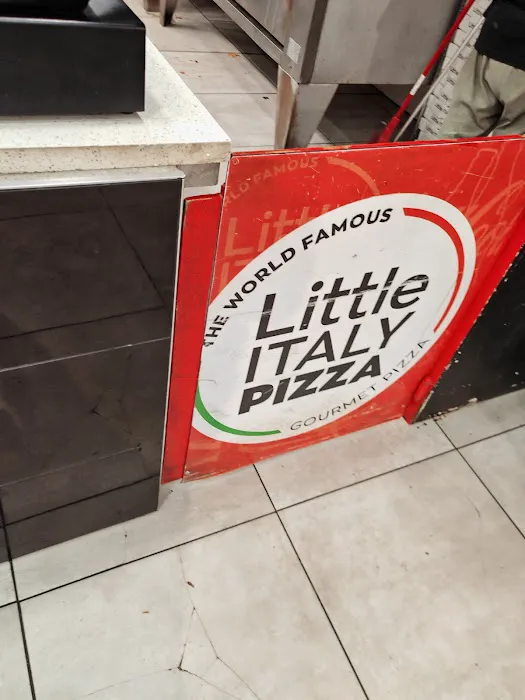 THE WORLD FAMOUS
Little
ITALY
PIZZA
GOURMET PIZZA